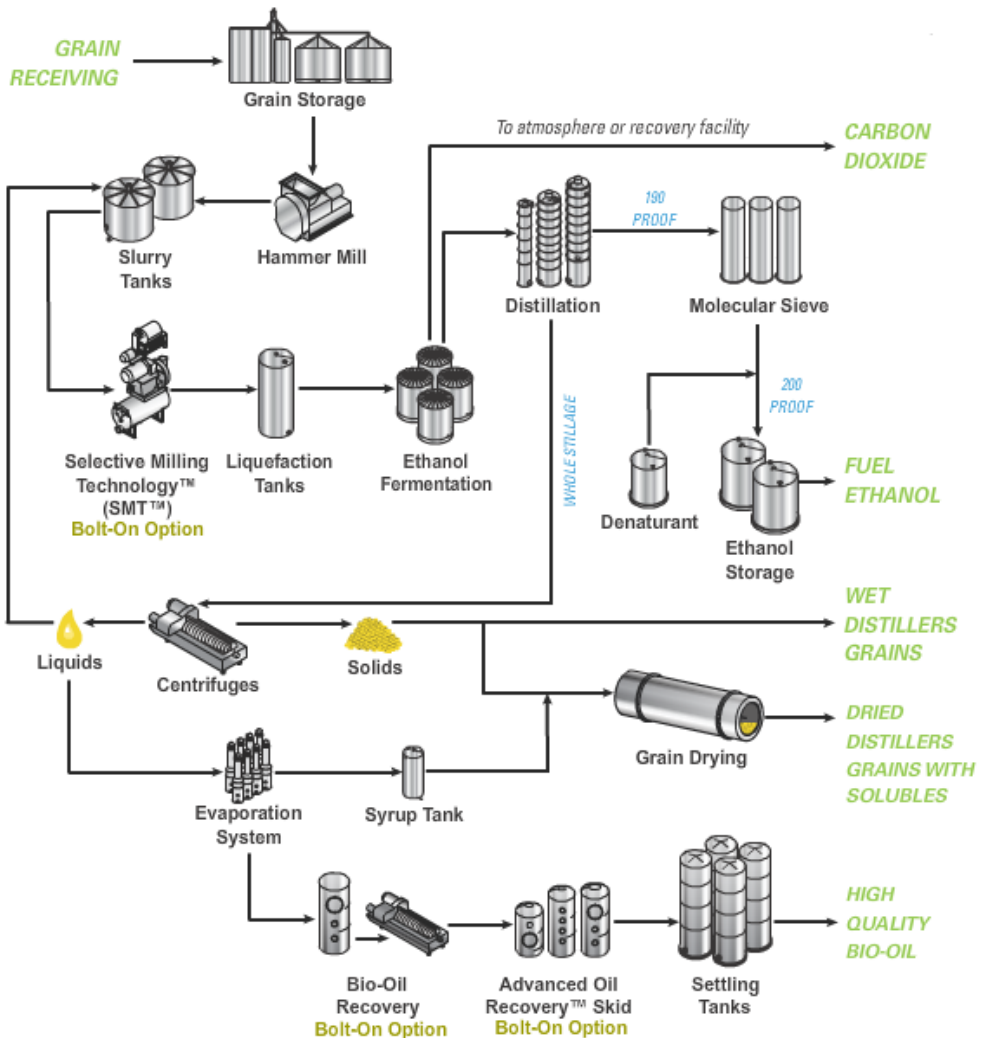 GRAIN
RECEIVING
Grain Storage
To atmosphere or recovery facility
CARBON
DIOXIDE
Slurry
Tanks
Hammer Mill
190
PROOF
Distillation
Molecular Sieve
Selective Milling
Technology™
(SMT™)
Bolt-On Option
Liquefaction
Tanks
Ethanol
Fermentation
WHOLE STILLAGE
200
PROOF
Denaturant
Ethanol
Storage
FUEL
ETHANOL
Liquids
Centrifuges
Solids
WET
DISTILLERS
GRAINS
Grain Drying
DRIED
DISTILLERS
GRAINS WITH
SOLUBLES
Evaporation
System
Syrup Tank
Bio-Oil
Recovery
Bolt-On Option
Advanced Oil
Recovery™ Skid
Bolt-On Option
Settling
Tanks
HIGH
QUALITY
BIO-OIL